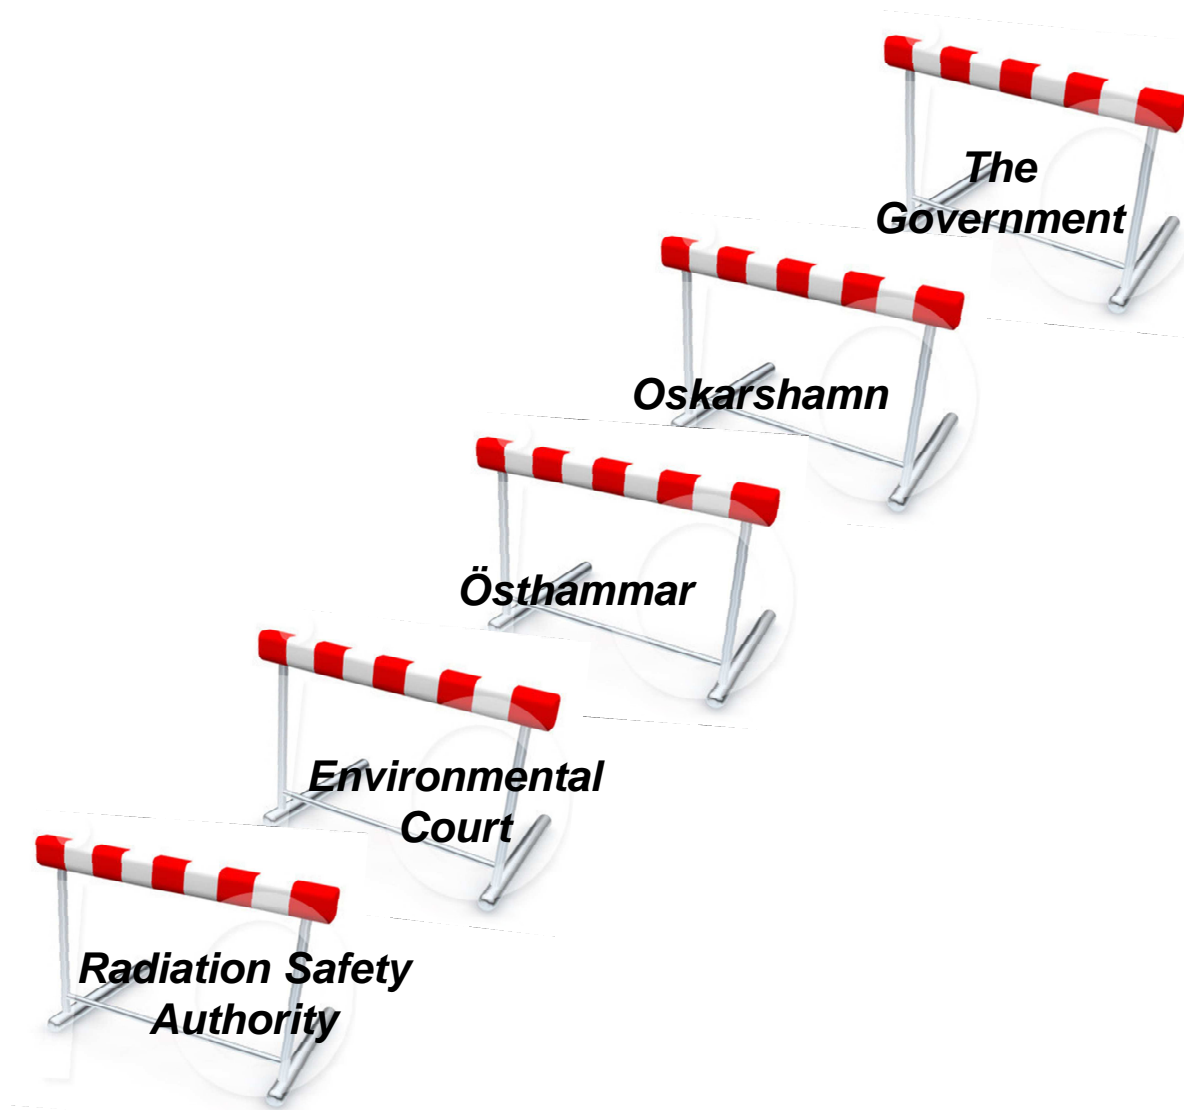 The
Government
Oskarshamn
Östhammar
Environmental
Court
Radiation Safety
Authority